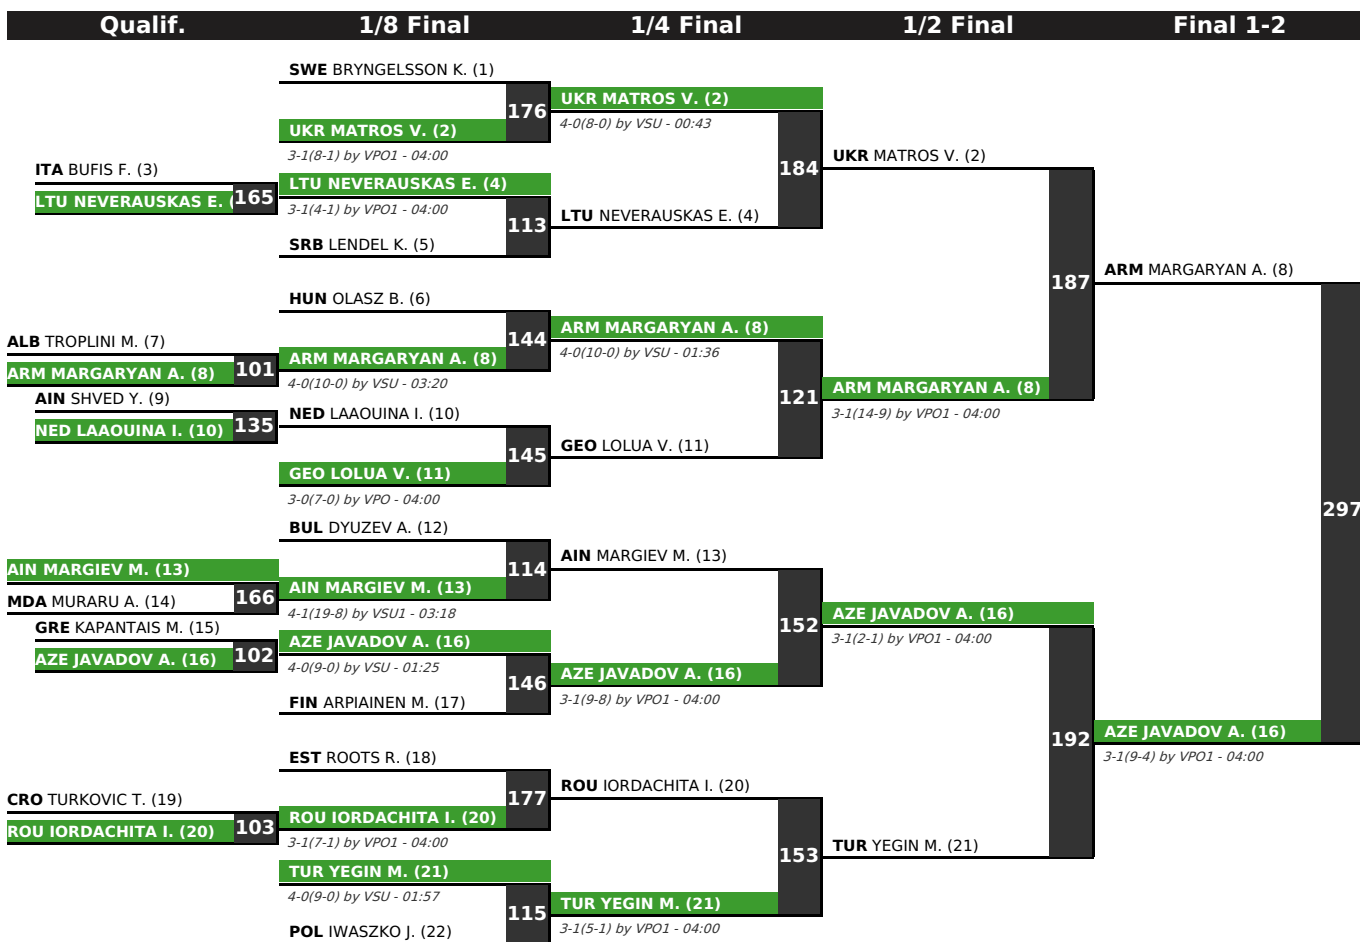 Qualif.
1/8 Final
1/4 Final
1/2 Final
Final 1-2
SWE BRYNGELSSON K. (1)
176
UKR MATROS V. (2)
3-1(8-1) by VPO1 - 04:00
UKR MATROS V. (2)
4-0(8-0) by VSU - 00:43
ITA BUFIS F. (3)
LTU NEVERAUSKAS E. (
165
LTU NEVERAUSKAS E. (4)
3-1(4-1) by VPO1 - 04:00
113
SRB LENDEL K. (5)
LTU NEVERAUSKAS E. (4)
184
UKR MATROS V. (2)
HUN OLASZ B. (6)
144
ALB TROPLINI M. (7)
ARM MARGARYAN A. (8)
101
ARM MARGARYAN A. (8)
4-0(10-0) by VSU - 03:20
ARM MARGARYAN A. (8)
4-0(10-0) by VSU - 01:36
AIN SHVED Y. (9)
NED LAAOUINA I. (10)
135
NED LAAOUINA I. (10)
145
GEO LOLUA V. (11)
3-0(7-0) by VPO - 04:00
GEO LOLUA V. (11)
121
ARM MARGARYAN A. (8)
3-1(14-9) by VPO1 - 04:00
187
ARM MARGARYAN A. (8)
297
BUL DYUZEV A. (12)
114
AIN MARGIEV M. (13)
166
MDA MURARU A. (14)
AIN MARGIEV M. (13)
4-1(19-8) by VSU1 - 03:18
AIN MARGIEV M. (13)
GRE KAPANTAIS M. (15)
AZE JAVADOV A. (16)
102
AZE JAVADOV A. (16)
4-0(9-0) by VSU - 01:25
146
FIN ARPIAINEN M. (17)
AZE JAVADOV A. (16)
3-1(9-8) by VPO1 - 04:00
152
AZE JAVADOV A. (16)
3-1(2-1) by VPO1 - 04:00
192
AZE JAVADOV A. (16)
3-1(9-4) by VPO1 - 04:00
EST ROOTS R. (18)
177
CRO TURKOVIC T. (19)
ROU IORDACHITA I. (20)
103
ROU IORDACHITA I. (20)
3-1(7-1) by VPO1 - 04:00
ROU IORDACHITA I. (20)
153
TUR YEGIN M. (21)
TUR YEGIN M. (21)
4-0(9-0) by VSU - 01:57
115
POL IWASZKO J. (22)
TUR YEGIN M. (21)
3-1(5-1) by VPO1 - 04:00